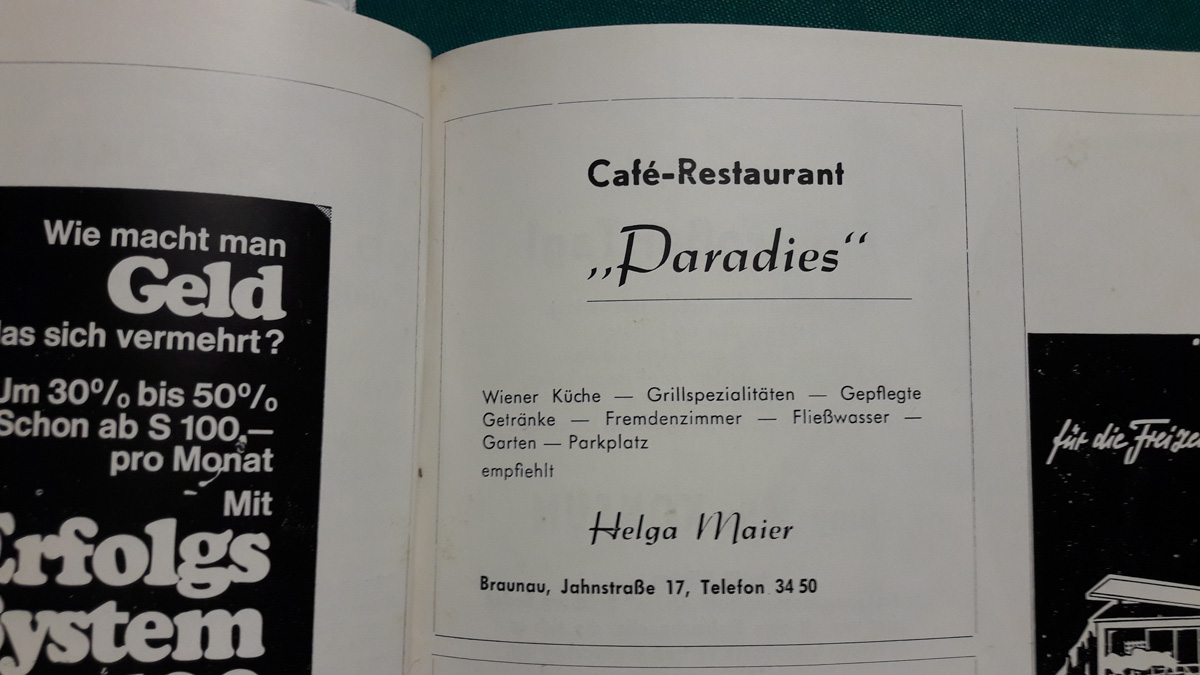 Wie macht man
Geld
das sich vermehrt?
Um 30% bis 50%
Schon ab S 100,—
pro Monat
Mit
Erfolgs
System
Café-Restaurant
„Paradies“
Wiener Küche — Grillspezialitäten — Gepflegte
Getränke — Fremdenzimmer — Fließwasser —
Garten — Parkplatz
empfiehlt
Helga Maier
Braunau, Jahnstraße 17, Telefon 34 50
für die